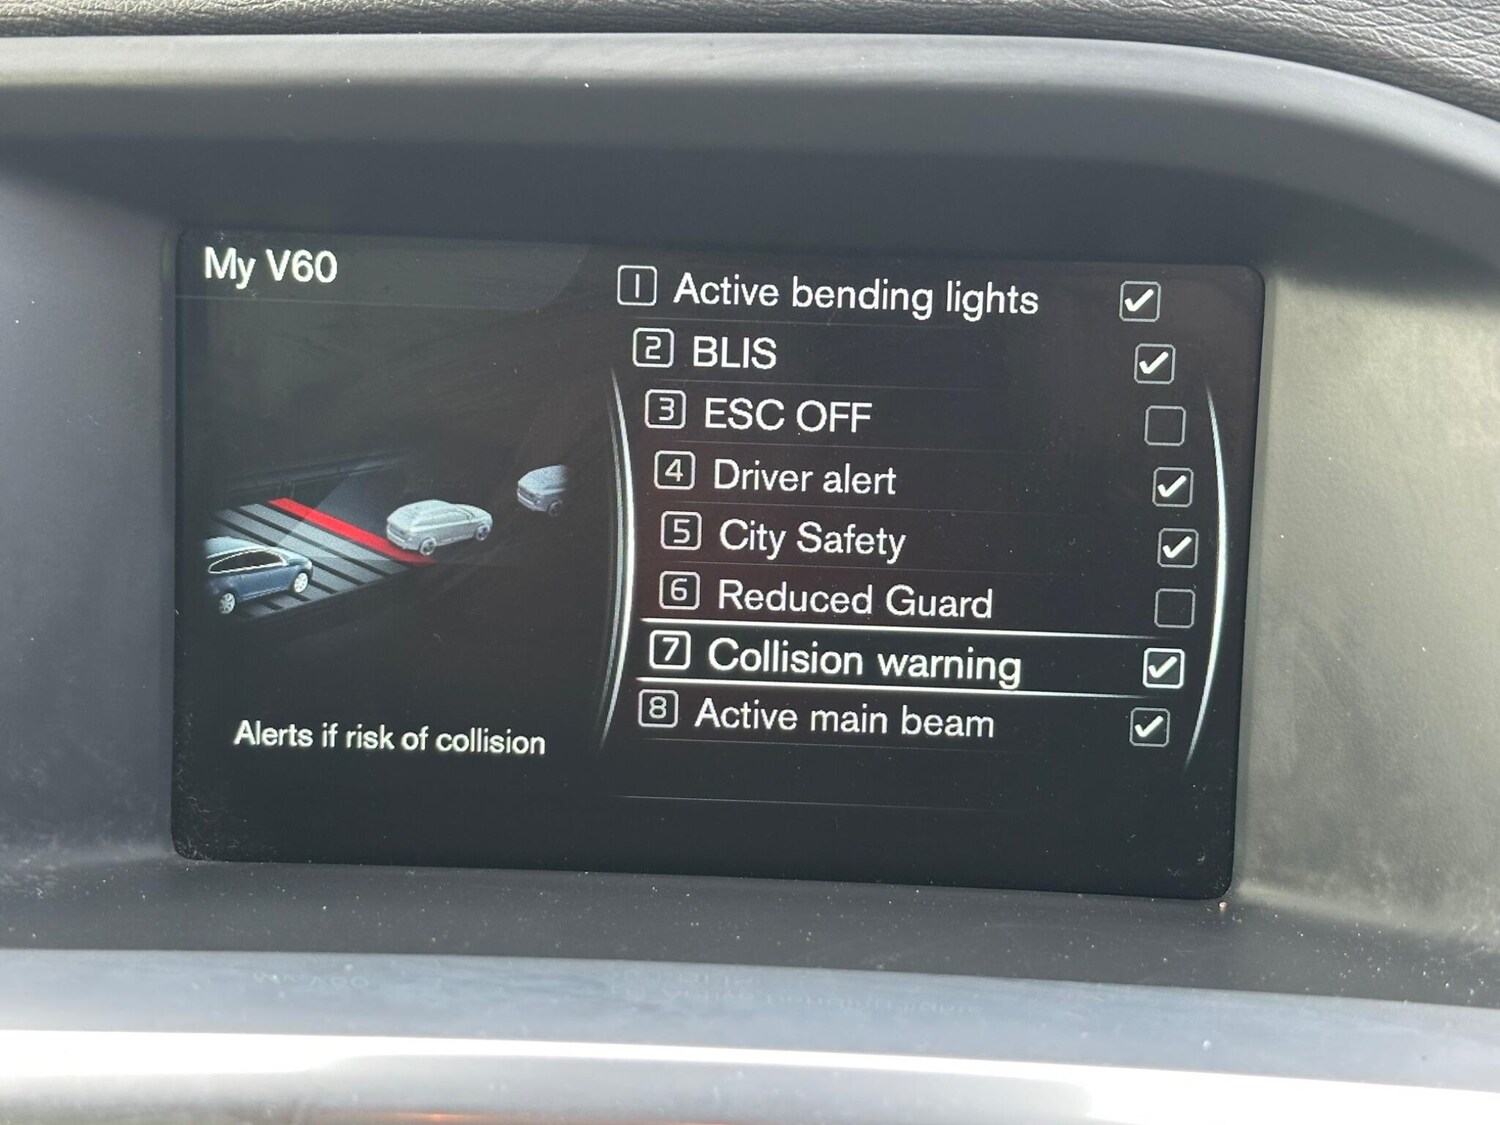 My V60
1 Active bending lights
2 BLIS
3 ESC OFF
4 Driver alert
5 City Safety
6 Reduced Guard
7 Collision warning
8 Active main beam
Alerts if risk of collision